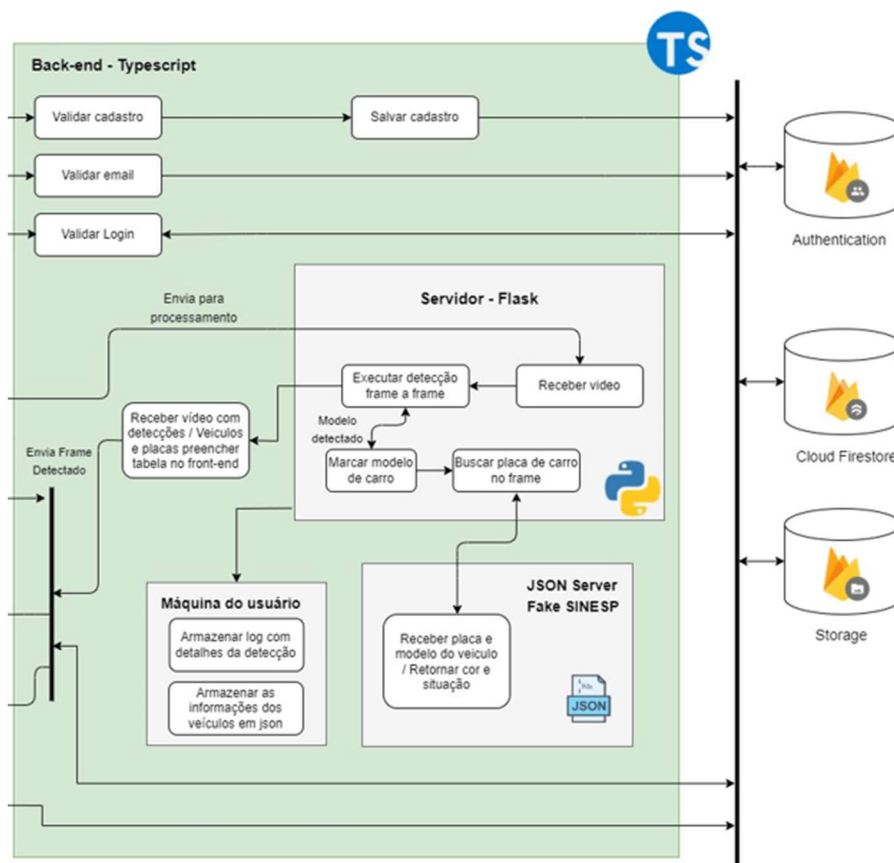 TS
Back-end - Typescript
Validar cadastro
Salvar cadastro
Validar email
Validar Login
Authentication
Envia para
processamento
Servidor - Flask
Executar detecção
frame a frame
Receber video
Modelo
detectado
Receber vídeo com
detecções / Veiculos
e placas preencher
tabela no front-end
Envia Frame
Detectado
Marcar modelo
de carro
Buscar placa de carro
no frame
Cloud Firestore
Máquina do usuário
Armazenar log com
detalhes da detecção
Armazenar as
informações dos
veículos em json
JSON Server
Fake SINESP
Receber placa e
modelo do veiculo
/ Retornar cor e
situação
JSON
Storage